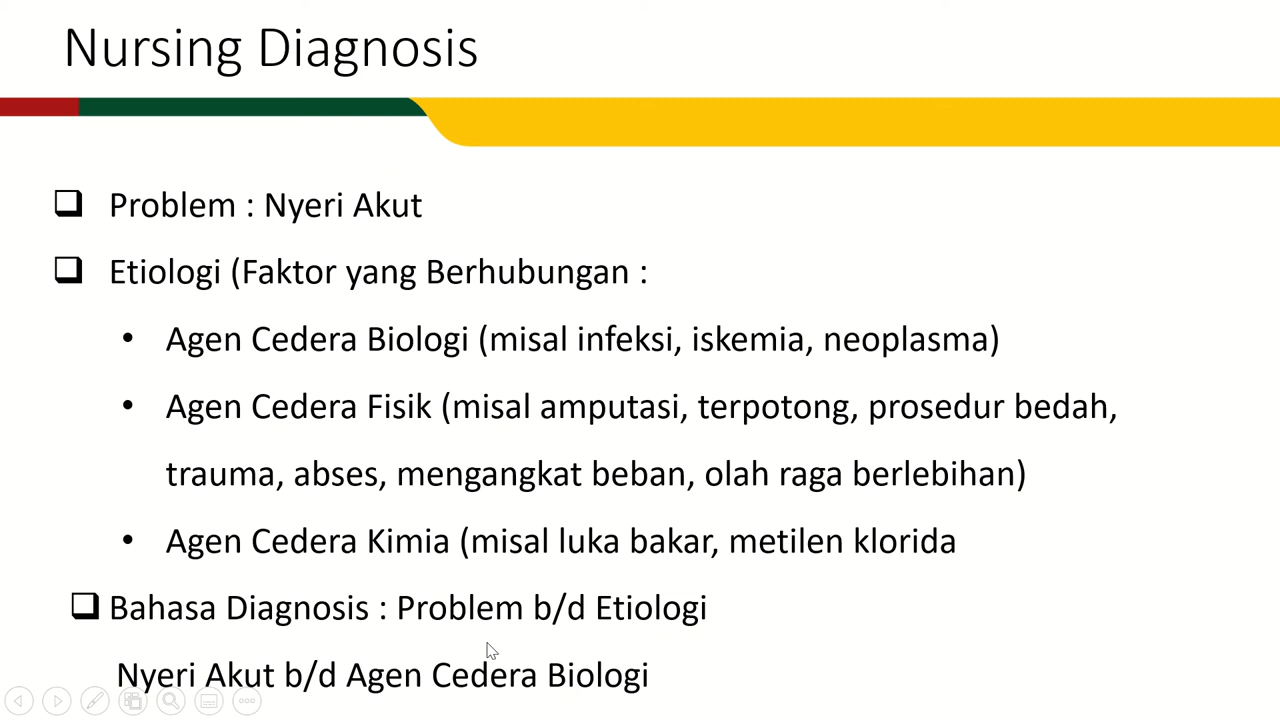 Nursing Diagnosis
Problem : Nyeri Akut
Etiologi (Faktor yang Berhubungan :
Agen Cedera Biologi (misal infeksi, iskemia, neoplasma)
Agen Cedera Fisik (misal amputasi, terpotong, prosedur bedah,
trauma, abses, mengangkat beban, olah raga berlebihan)
Agen Cedera Kimia (misal luka bakar, metilen klorida
Bahasa Diagnosis : Problem b/d Etiologi
Nyeri Akut b/d Agen Cedera Biologi